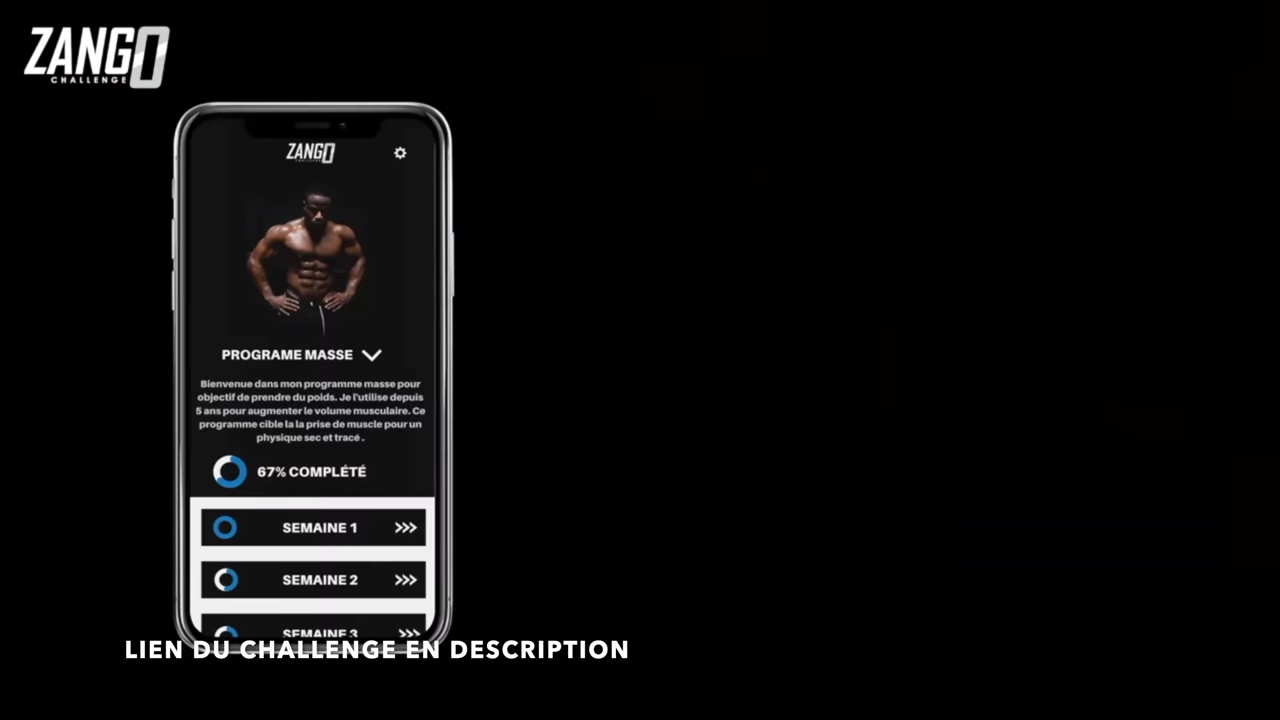 ZANGO
CHALLENGE
ZANGO
PROGRAME MASSE
Bienvenue dans mon programme masse pour
objectif de prendre du poids. Je l'utilise depuis
5 ans pour augmenter le volume musculaire. Ce
programme cible la la prise de muscle pour un
physique sec et tracé .
67% COMPLÉTÉ
SEMAINE 1 >>>
SEMAINE 2 >>>
SEMAINE 3 >>>
LIEN DU CHALLENGE EN DESCRIPTION